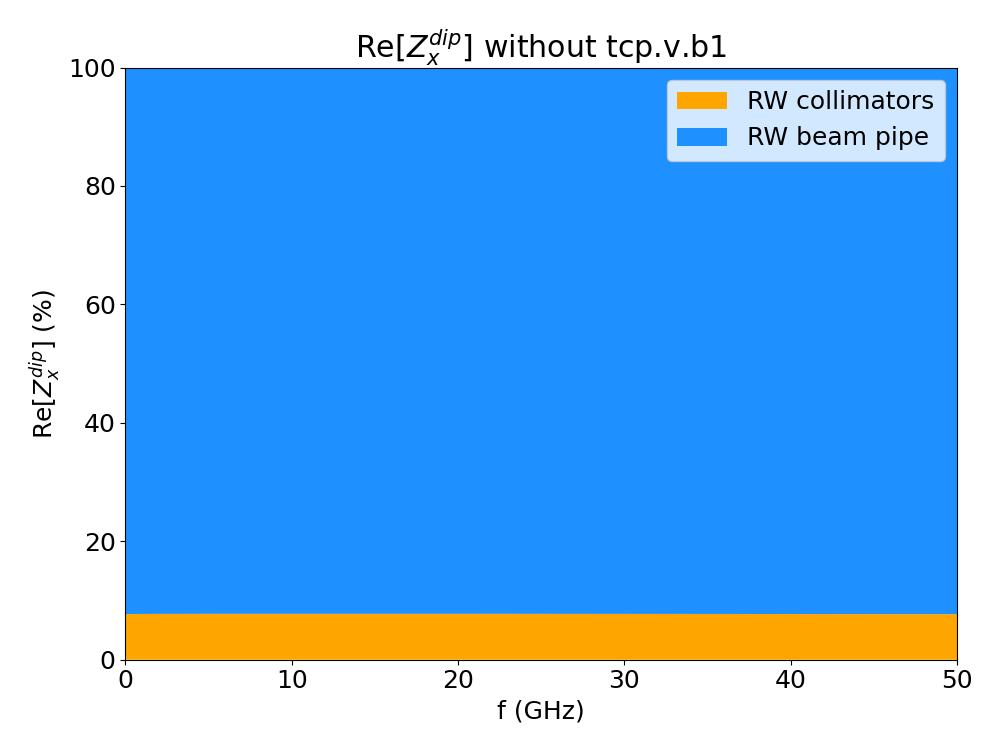 Re[Z_x^{dip}] without tcp.v.b1
RW collimators
RW beam pipe
Re[Z_x^{dip}] (%)
100
80
60
40
20
0
0 10 20 30 40 50
f (GHz)